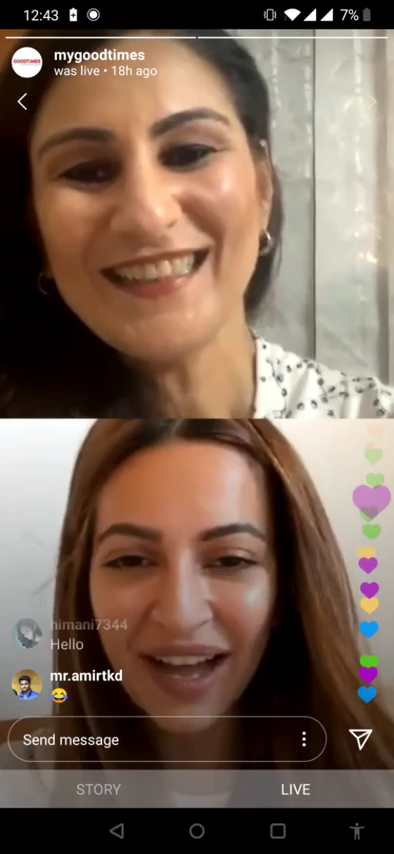 12:43
7%
GOODTIMES
mygoodtimes
was live • 18h ago
himani7344
Hello
mr.amirtkd
😂
Send message
STORY
LIVE